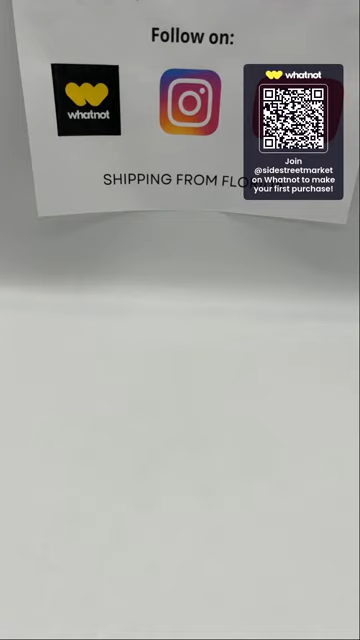 Follow on:
whatnot
whatnot
Join
@sidestreetmarket
on Whatnot to make
your first purchase!
SHIPPING FROM FLO